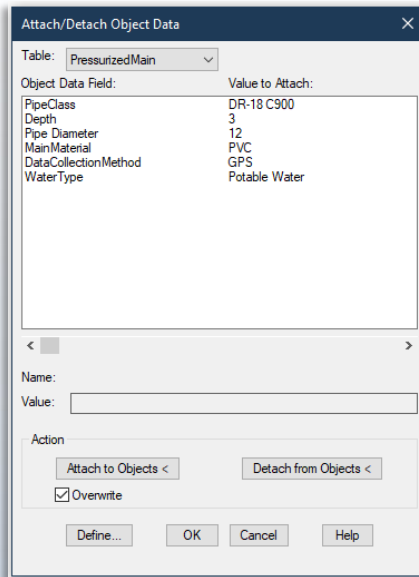 Attach/Detach Object Data
Table: PressurizedMain
Object Data Field: Value to Attach:
PipeClass DR-18 C900
Depth 3
Pipe Diameter 12
MainMaterial PVC
DataCollectionMethod GPS
WaterType Potable Water
Name:
Value:
Action
Attach to Objects < Detach from Objects <
Overwrite
Define... OK Cancel Help